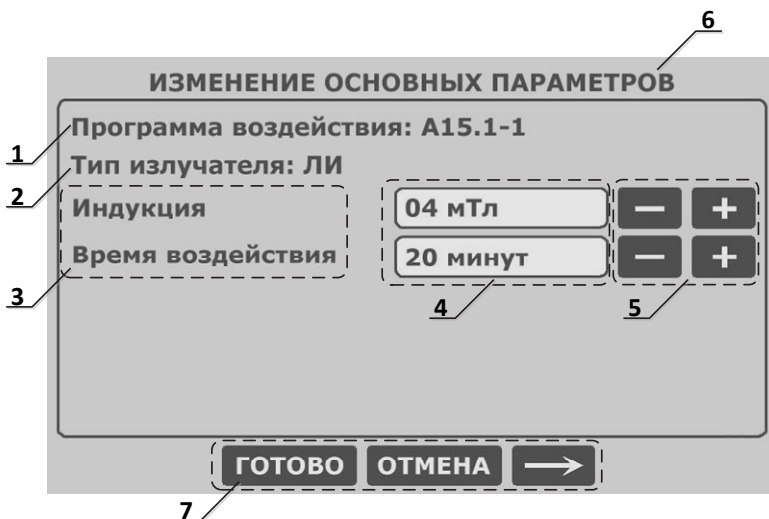 6
ИЗМЕНЕНИЕ ОСНОВНЫХ ПАРАМЕТРОВ
1
Программа воздействия: А15.1-1
2
Тип излучателя: ЛИ
Индукция 04 мТл − +
Время воздействия 20 минут − +
3
4
5
ГОТОВО ОТМЕНА →
7